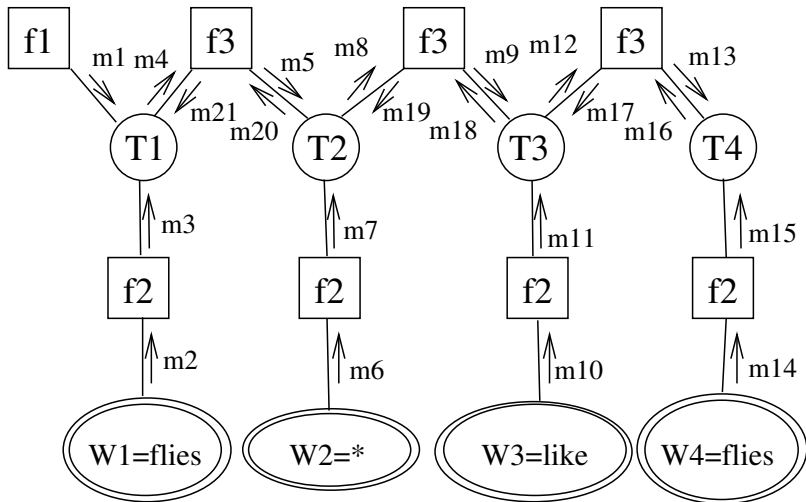 f1 f3 f3 f3
m1 m4 m5 m8 m9 m12 m13
m21 m20 m19 m18 m17 m16
T1 T2 T3 T4
m3 m7 m11 m15
f2 f2 f2 f2
m2 m6 m10 m14
W1=flies W2=* W3=like W4=flies